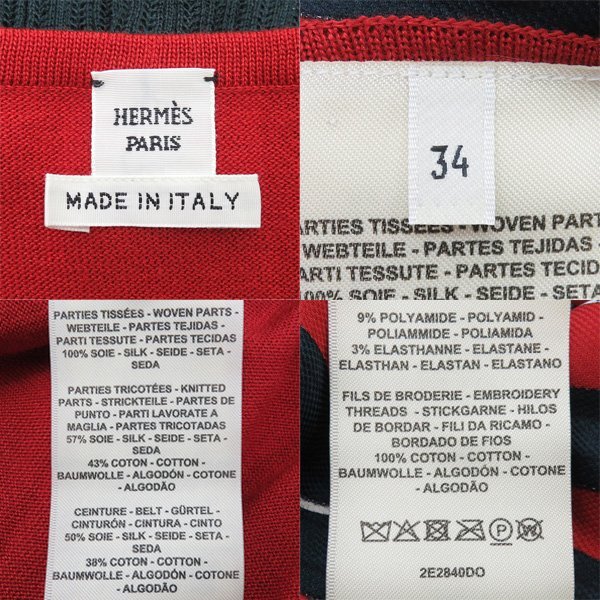 HERMÈS
PARIS
MADE IN ITALY
34
PARTIES TISSÉES - WOVEN PART
WEBTEILE - PARTES TEJIDAS -
PARTI TESSUTE - PARTES TECID
100% SOIE - SILK - SEIDE - SETA
PARTIES TISSÉES - WOVEN PARTS -
WEBTEILE - PARTES TEJIDAS -
PARTI TESSUTE - PARTES TECIDAS
100% SOIE - SILK - SEIDE - SETA -
SEDA
PARTIES TRICOTÉES - KNITTED
PARTS - STRICKTEILE - PARTES DE
PUNTO - PARTI LAVORATE A
MAGLIA - PARTES TRICOTADAS
57% SOIE - SILK - SEIDE - SETA -
SEDA
43% COTON - COTTON -
BAUMWOLLE - ALGODÓN - COTONE
- ALGODÃO
CEINTURE - BELT - GÜRTEL -
CINTURÓN - CINTURA - CINTO
50% SOIE - SILK - SEIDE - SETA -
SEDA
38% COTON - COTTON -
BAUMWOLLE - ALGODÓN - COTONE
- ALGODÃO
9% POLYAMIDE - POLYAMID -
POLIAMMIDE - POLIAMIDA
3% ELASTHANNE - ELASTANE -
ELASTHAN - ELASTAN - ELASTANO
FILS DE BRODERIE - EMBROIDERY
THREADS - STICKGARNE - HILOS
DE BORDAR - FILI DA RICAMO -
BORDADO DE FIOS
100% COTON - COTTON -
BAUMWOLLE - ALGODÓN - COTONE
- ALGODÃO
P W
2E2840DO